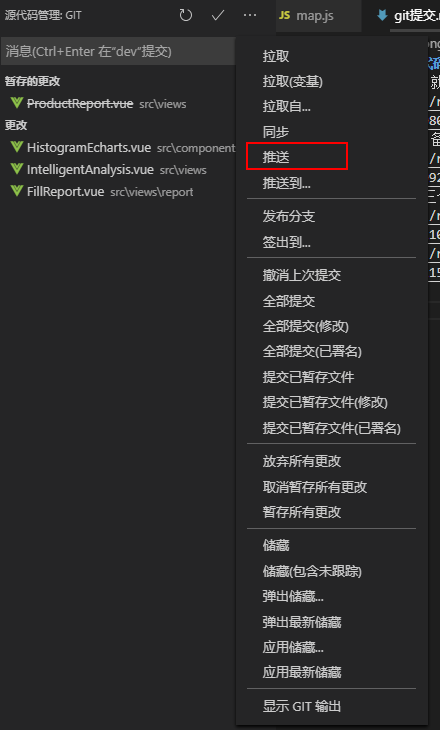 源代码管理: GIT
JS map.js
git提交.
消息(Ctrl+Enter 在“dev”提交)
暂存的更改
ProductReport.vue src\views
更改
HistogramEcharts.vue src\component
IntelligentAnalysis.vue src\views
FillReport.vue src\views\report
拉取
拉取(变基)
拉取自...
同步
推送
推送到...
发布分支
签出到...
撤消上次提交
全部提交
全部提交(修改)
全部提交(已署名)
提交已暂存文件
提交已暂存文件(修改)
提交已暂存文件(已署名)
放弃所有更改
取消暂存所有更改
暂存所有更改
储藏
储藏(包含未跟踪)
弹出储藏...
弹出最新储藏
应用储藏...
应用最新储藏
显示 GIT 输出